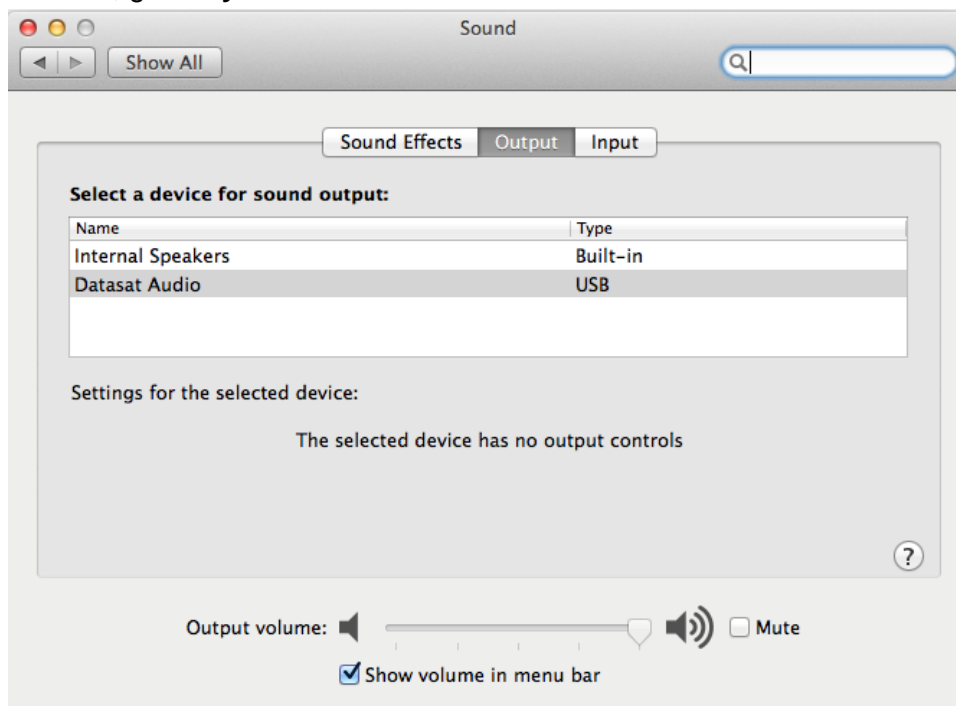 Sound
Show All
Sound Effects Output Input
Select a device for sound output:
Name Type
Internal Speakers Built-in
Datasat Audio USB
Settings for the selected device:
The selected device has no output controls
?
Output volume: Mute
Show volume in menu bar